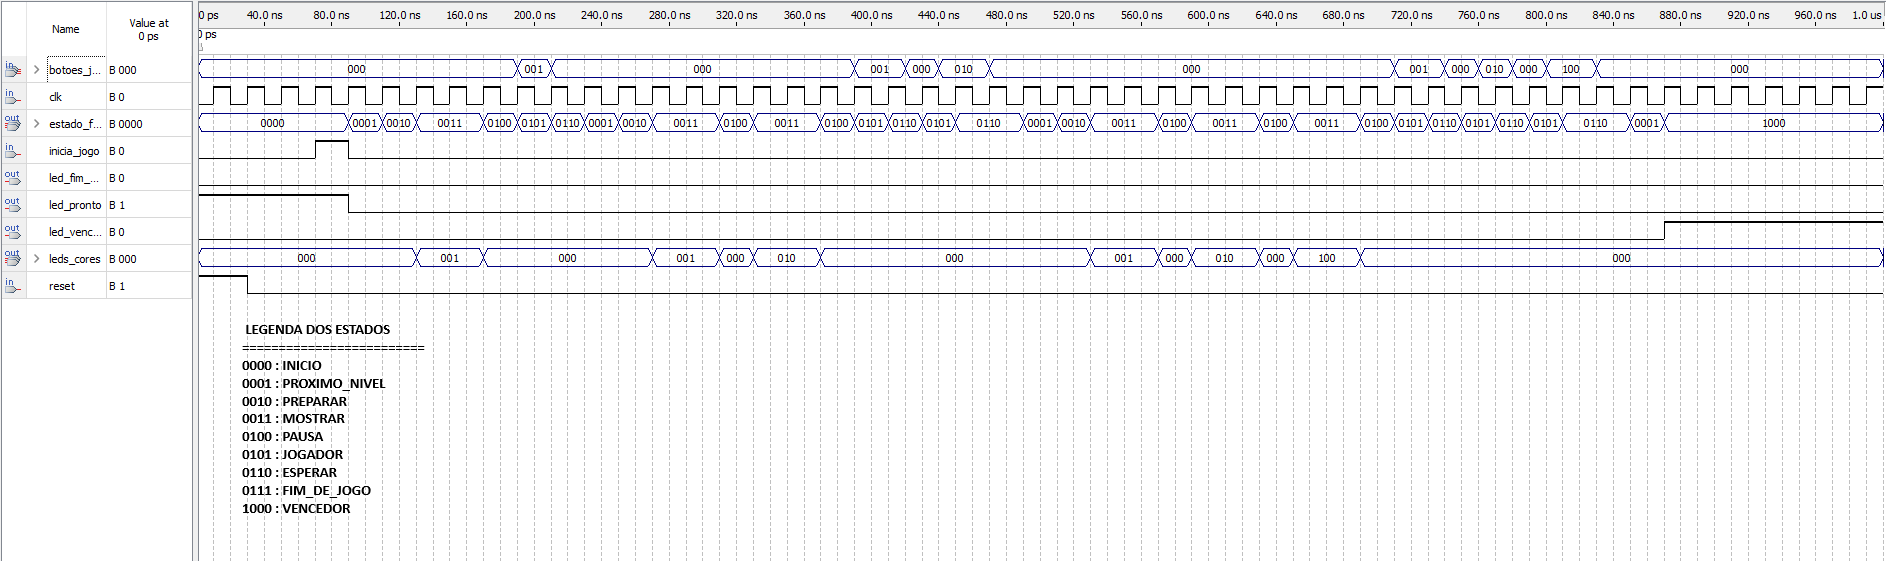 Name
Value at
0 ps
0 ps 40.0 ns 80.0 ns 120.0 ns 160.0 ns 200.0 ns 240.0 ns 280.0 ns 320.0 ns 360.0 ns 400.0 ns 440.0 ns 480.0 ns 520.0 ns 560.0 ns 600.0 ns 640.0 ns 680.0 ns 720.0 ns 760.0 ns 800.0 ns 840.0 ns 880.0 ns 920.0 ns 960.0 ns 1.0 us
0 ps
in > botoes_j... B 000 000 001 000 001 000 010 000 001 000 010 000 100 000
in clk B 0
out > estado_f... B 0000 0000 0001 0010 0011 0100 0101 0110 0001 0010 0011 0100 0011 0100 0101 0110 0101 0110 0001 0010 0011 0100 0011 0100 0011 0100 0101 0110 0101 0110 0101 0110 0001 1000
in inicia_jogo B 0
out led_fim_... B 0
out led_pronto B 1
out led_venc... B 0
out > leds_cores B 000 000 001 000 001 000 010 000 001 000 010 000 100 000
in reset B 1
LEGENDA DOS ESTADOS
=========================
0000 : INICIO
0001 : PROXIMO_NIVEL
0010 : PREPARAR
0011 : MOSTRAR
0100 : PAUSA
0101 : JOGADOR
0110 : ESPERAR
0111 : FIM_DE_JOGO
1000 : VENCEDOR